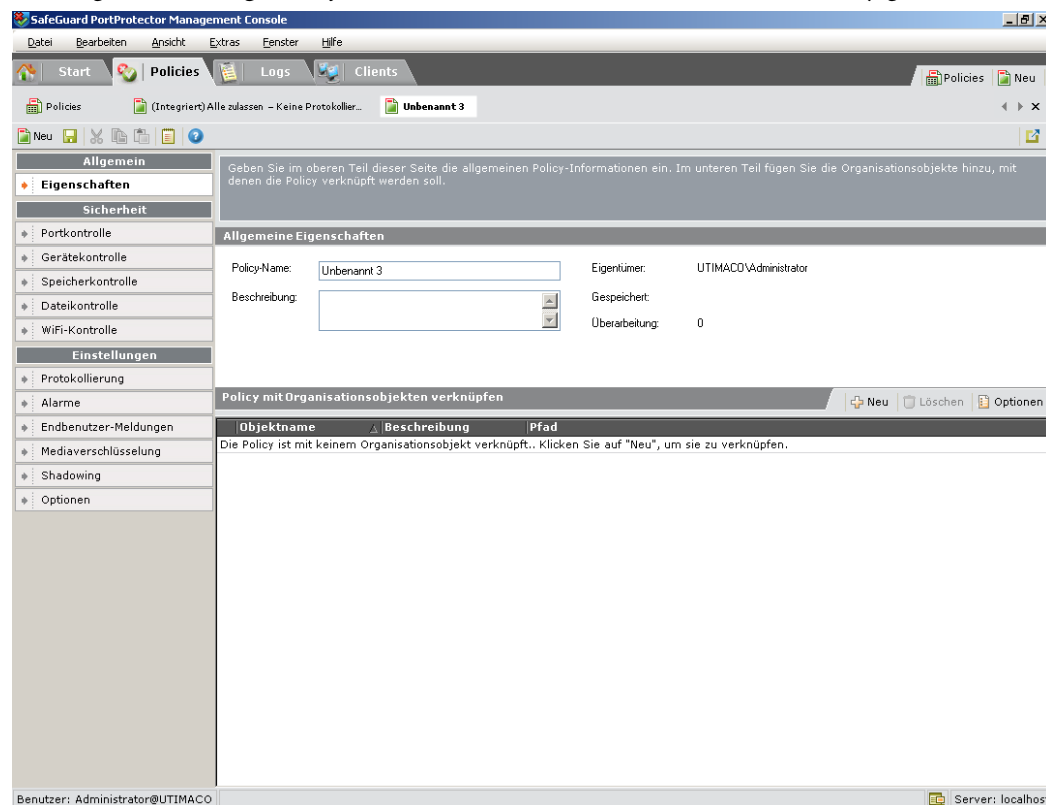 SafeGuard PortProtector Management Console
Datei Bearbeiten Ansicht Extras Fenster Hilfe
Start Policies Logs Clients Policies Neu
Policies (Integriert) Alle zulassen – Keine Protokollier... Unbenannt 3
Neu
Allgemein
Eigenschaften
Sicherheit
Portkontrolle
Gerätekontrolle
Speicherkontrolle
Dateikontrolle
WiFi-Kontrolle
Einstellungen
Protokollierung
Alarme
Endbenutzer-Meldungen
Mediaverschlüsselung
Shadowing
Optionen
Geben Sie im oberen Teil dieser Seite die allgemeinen Policy-Informationen ein. Im unteren Teil fügen Sie die Organisationsobjekte hinzu, mit
denen die Policy verknüpft werden soll.
Allgemeine Eigenschaften
Policy-Name: Unbenannt 3 Eigentümer: UTIMACO\Administrator
Beschreibung: Gespeichert:
Überarbeitung: 0
Policy mit Organisationsobjekten verknüpfen Neu Löschen Optionen
Objektname Beschreibung Pfad
Die Policy ist mit keinem Organisationsobjekt verknüpft.. Klicken Sie auf "Neu", um sie zu verknüpfen.
Benutzer: Administrator@UTIMACO Server: localhos